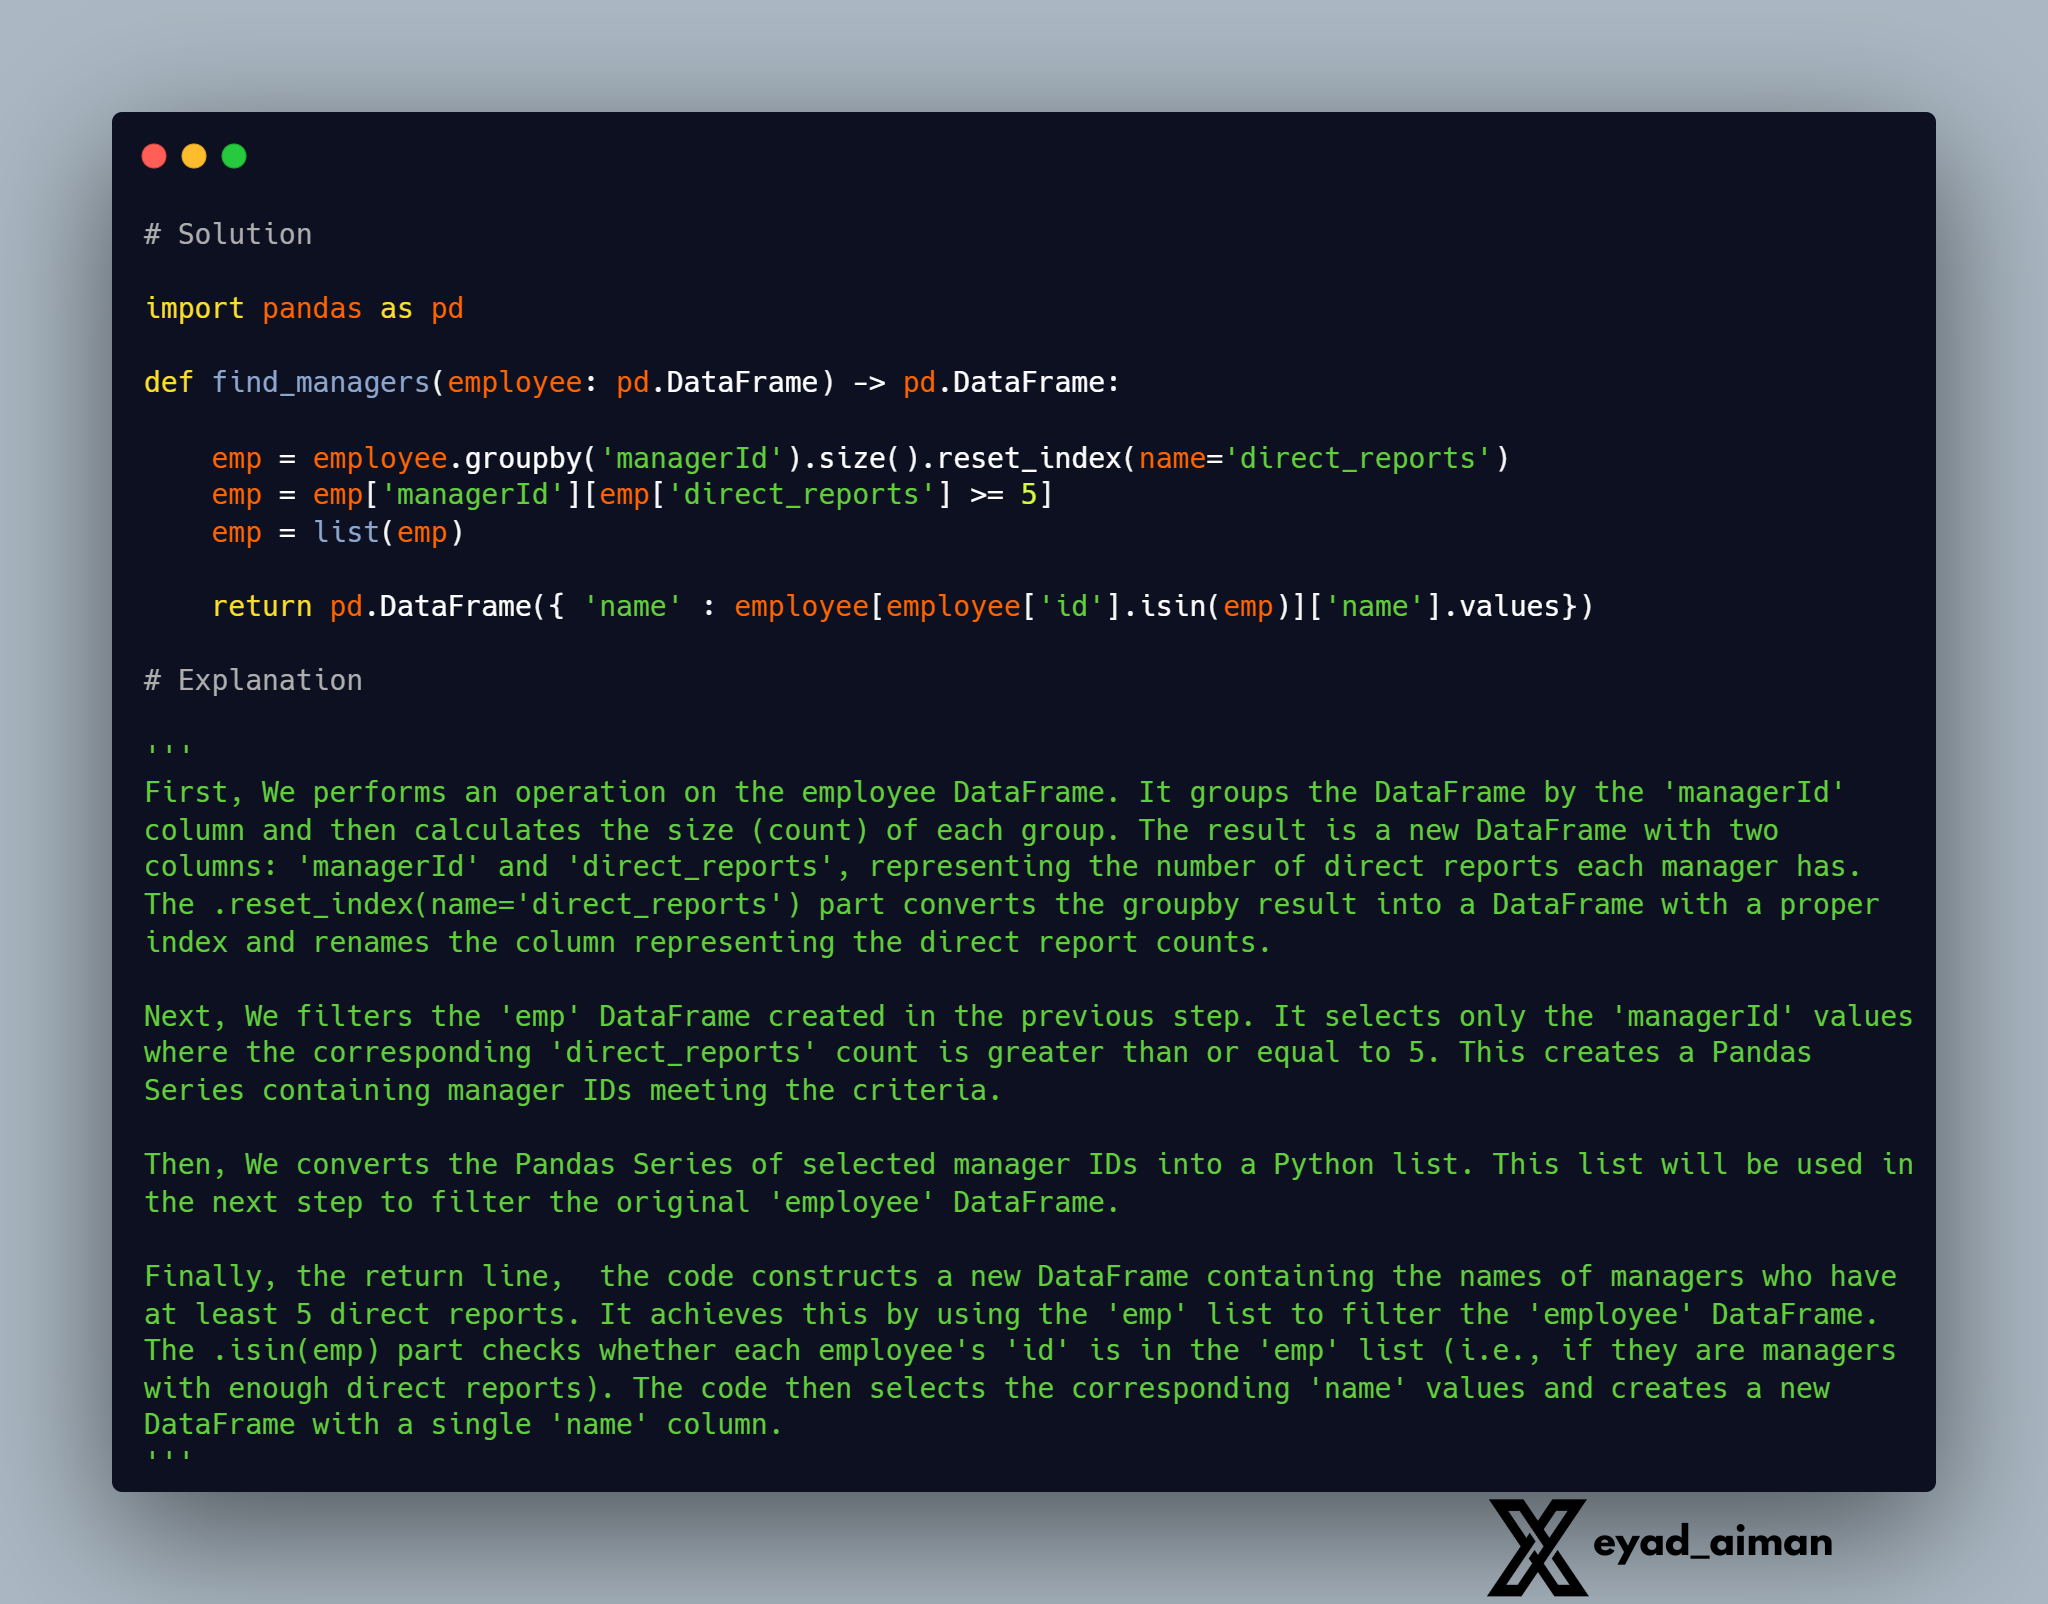 # Solution
import pandas as pd
def find_managers(employee: pd.DataFrame) -> pd.DataFrame:
emp = employee.groupby('managerId').size().reset_index(name='direct_reports')
emp = emp['managerId'][emp['direct_reports'] >= 5]
emp = list(emp)
return pd.DataFrame({ 'name' : employee[employee['id'].isin(emp)]['name'].values})
# Explanation
'''
First, We performs an operation on the employee DataFrame. It groups the DataFrame by the 'managerId'
column and then calculates the size (count) of each group. The result is a new DataFrame with two
columns: 'managerId' and 'direct_reports', representing the number of direct reports each manager has.
The .reset_index(name='direct_reports') part converts the groupby result into a DataFrame with a proper
index and renames the column representing the direct report counts.
Next, We filters the 'emp' DataFrame created in the previous step. It selects only the 'managerId' values
where the corresponding 'direct_reports' count is greater than or equal to 5. This creates a Pandas
Series containing manager IDs meeting the criteria.
Then, We converts the Pandas Series of selected manager IDs into a Python list. This list will be used in
the next step to filter the original 'employee' DataFrame.
Finally, the return line,  the code constructs a new DataFrame containing the names of managers who have
at least 5 direct reports. It achieves this by using the 'emp' list to filter the 'employee' DataFrame.
The .isin(emp) part checks whether each employee's 'id' is in the 'emp' list (i.e., if they are managers
with enough direct reports). The code then selects the corresponding 'name' values and creates a new
DataFrame with a single 'name' column.
'''
eyad_aiman